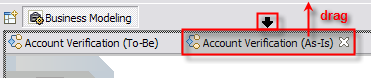 Business Modeling
drag
Account Verification (To-Be)
Account Verification (As-Is)